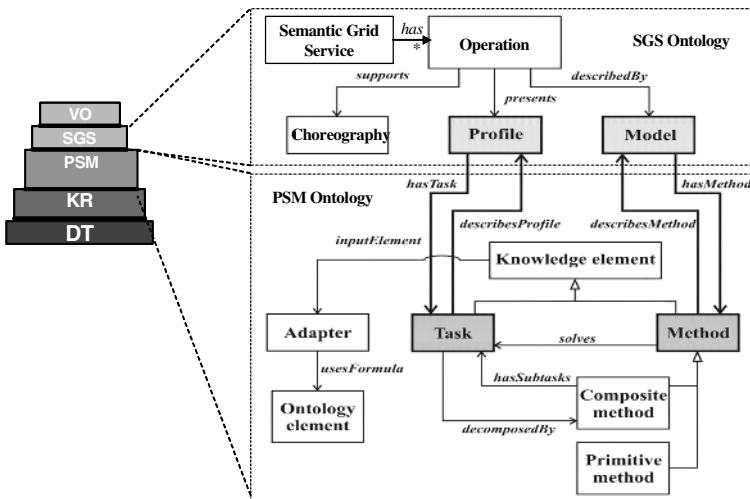 Semantic Grid
Service
has
*
Operation
SGS Ontology
supports
presents
describedBy
Choreography
Profile
Model
VO
SGS
PSM
KR
DT
PSM Ontology
hasTask
describesProfile
describesMethod
hasMethod
inputElement
Knowledge element
Adapter
Task
solves
Method
usesFormula
hasSubtasks
Ontology
element
Composite
method
decomposedBy
Primitive
method